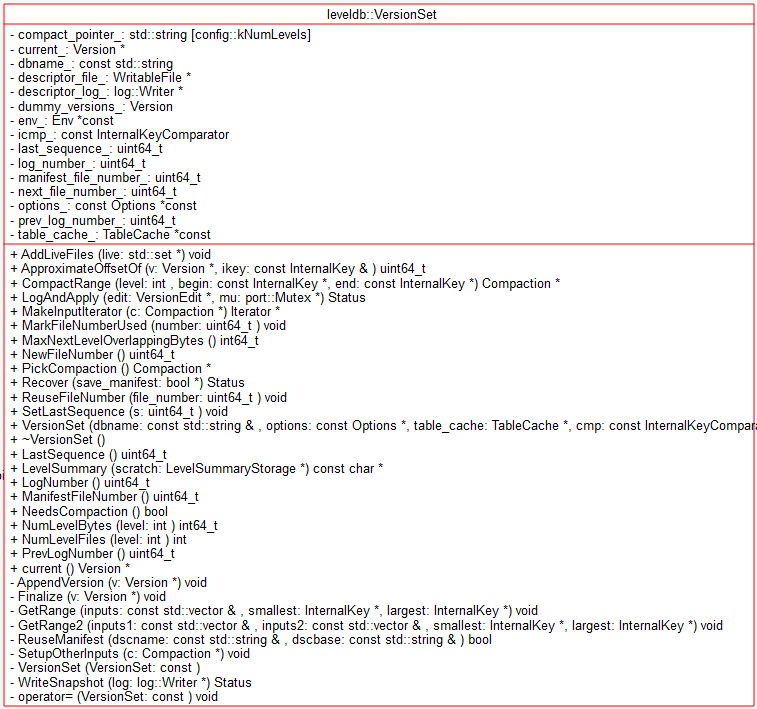 leveldb::VersionSet
- compact_pointer_: std::string [config::kNumLevels]
- current_: Version *
- dbname_: const std::string
- descriptor_file_: WritableFile *
- descriptor_log_: log::Writer *
- dummy_versions_: Version
- env_: Env *const
- icmp_: const InternalKeyComparator
- last_sequence_: uint64_t
- log_number_: uint64_t
- manifest_file_number_: uint64_t
- next_file_number_: uint64_t
- options_: const Options *const
- prev_log_number_: uint64_t
- table_cache_: TableCache *const
+ AddLiveFiles (live: std::set *) void
+ ApproximateOffsetOf (v: Version *, ikey: const InternalKey & ) uint64_t
+ CompactRange (level: int , begin: const InternalKey *, end: const InternalKey *) Compaction *
+ LogAndApply (edit: VersionEdit *, mu: port::Mutex *) Status
+ MakeInputIterator (c: Compaction *) Iterator *
+ MarkFileNumberUsed (number: uint64_t ) void
+ MaxNextLevelOverlappingBytes () int64_t
+ NewFileNumber () uint64_t
+ PickCompaction () Compaction *
+ Recover (save_manifest: bool *) Status
+ ReuseFileNumber (file_number: uint64_t ) void
+ SetLastSequence (s: uint64_t ) void
+ VersionSet (dbname: const std::string & , options: const Options *, table_cache: TableCache *, cmp: const InternalKeyCompara
+ ~VersionSet ()
+ LastSequence () uint64_t
+ LevelSummary (scratch: LevelSummaryStorage *) const char *
+ LogNumber () uint64_t
+ ManifestFileNumber () uint64_t
+ NeedsCompaction () bool
+ NumLevelBytes (level: int ) int64_t
+ NumLevelFiles (level: int ) int
+ PrevLogNumber () uint64_t
+ current () Version *
- AppendVersion (v: Version *) void
- Finalize (v: Version *) void
- GetRange (inputs: const std::vector & , smallest: InternalKey *, largest: InternalKey *) void
- GetRange2 (inputs1: const std::vector & , inputs2: const std::vector & , smallest: InternalKey *, largest: InternalKey *) void
- ReuseManifest (dscname: const std::string & , dscbase: const std::string & ) bool
- SetupOtherInputs (c: Compaction *) void
- VersionSet (VersionSet: const )
- WriteSnapshot (log: log::Writer *) Status
- operator= (VersionSet: const ) void